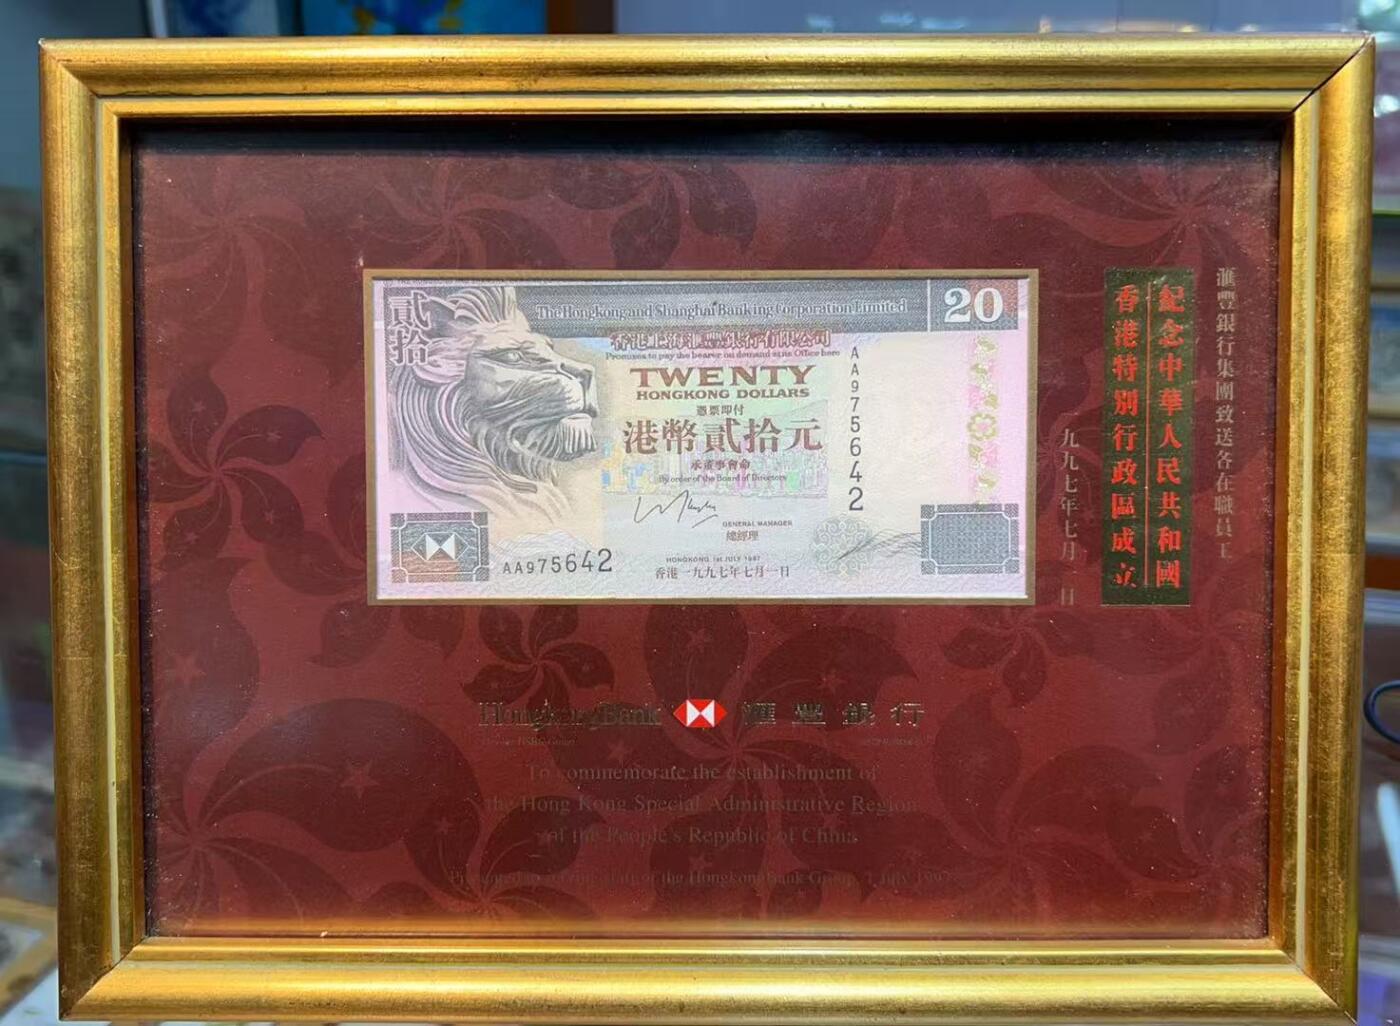 貳拾
The Hongkong and Shanghai Banking Corporation Limited
20
香港上海滙豐銀行有限公司
Promises to pay the bearer on demand at its Office here
TWENTY
HONGKONG DOLLARS
憑票即付
港幣貳拾元
承董事會命
By order of the Board of Directors
GENERAL MANAGER
總經理
HONGKONG 1st JULY 1997
香港一九九七年七月一日
AA975642
AA975642
滙豐銀行集團致送各在職員工
紀念中華人民共和國
香港特別行政區成立
一九九七年七月一日
HongkongBank 滙豐銀行
To commemorate the establishment of
the Hong Kong Special Administrative Region
of the People's Republic of China
of the HongkongBank Group, 1 July 1997